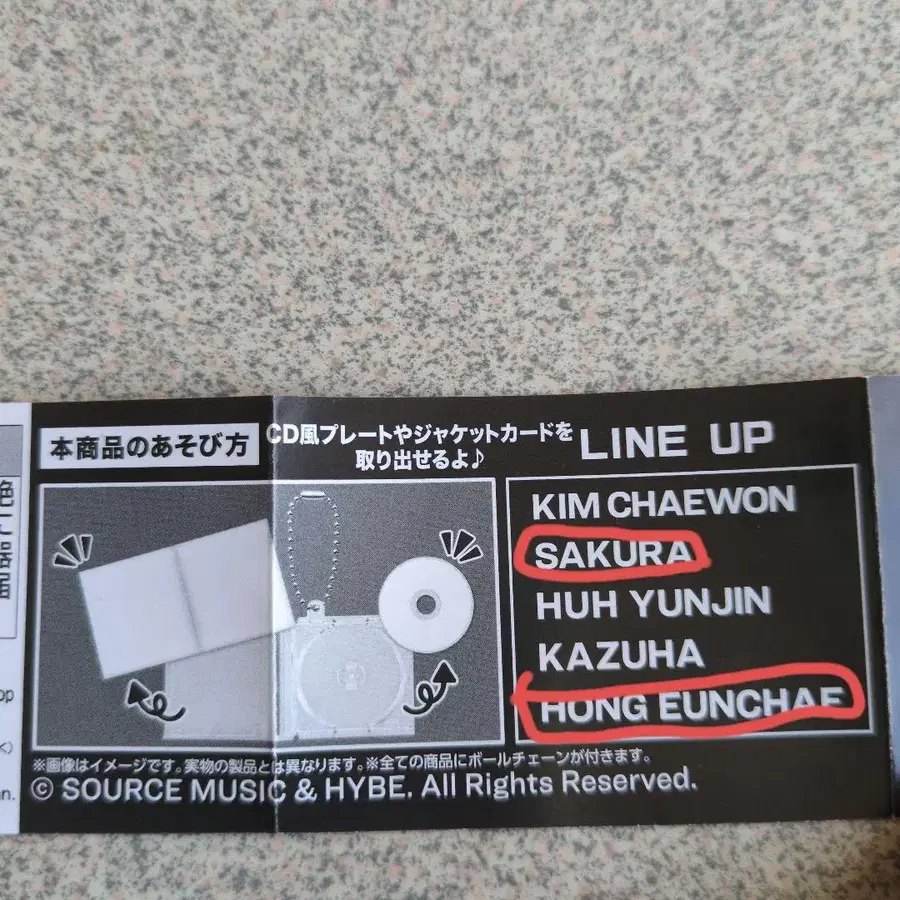 本商品のあそび方
CD風プレートやジャケットカードを
取り出せるよ♪
LINE UP
KIM CHAEWON
SAKURA
HUH YUNJIN
KAZUHA
HONG EUNCHAE
※画像はイメージです。実物の製品とは異なります。※全ての商品にボールチェーンが付きます。
© SOURCE MUSIC & HYBE. All Rights Reserved.